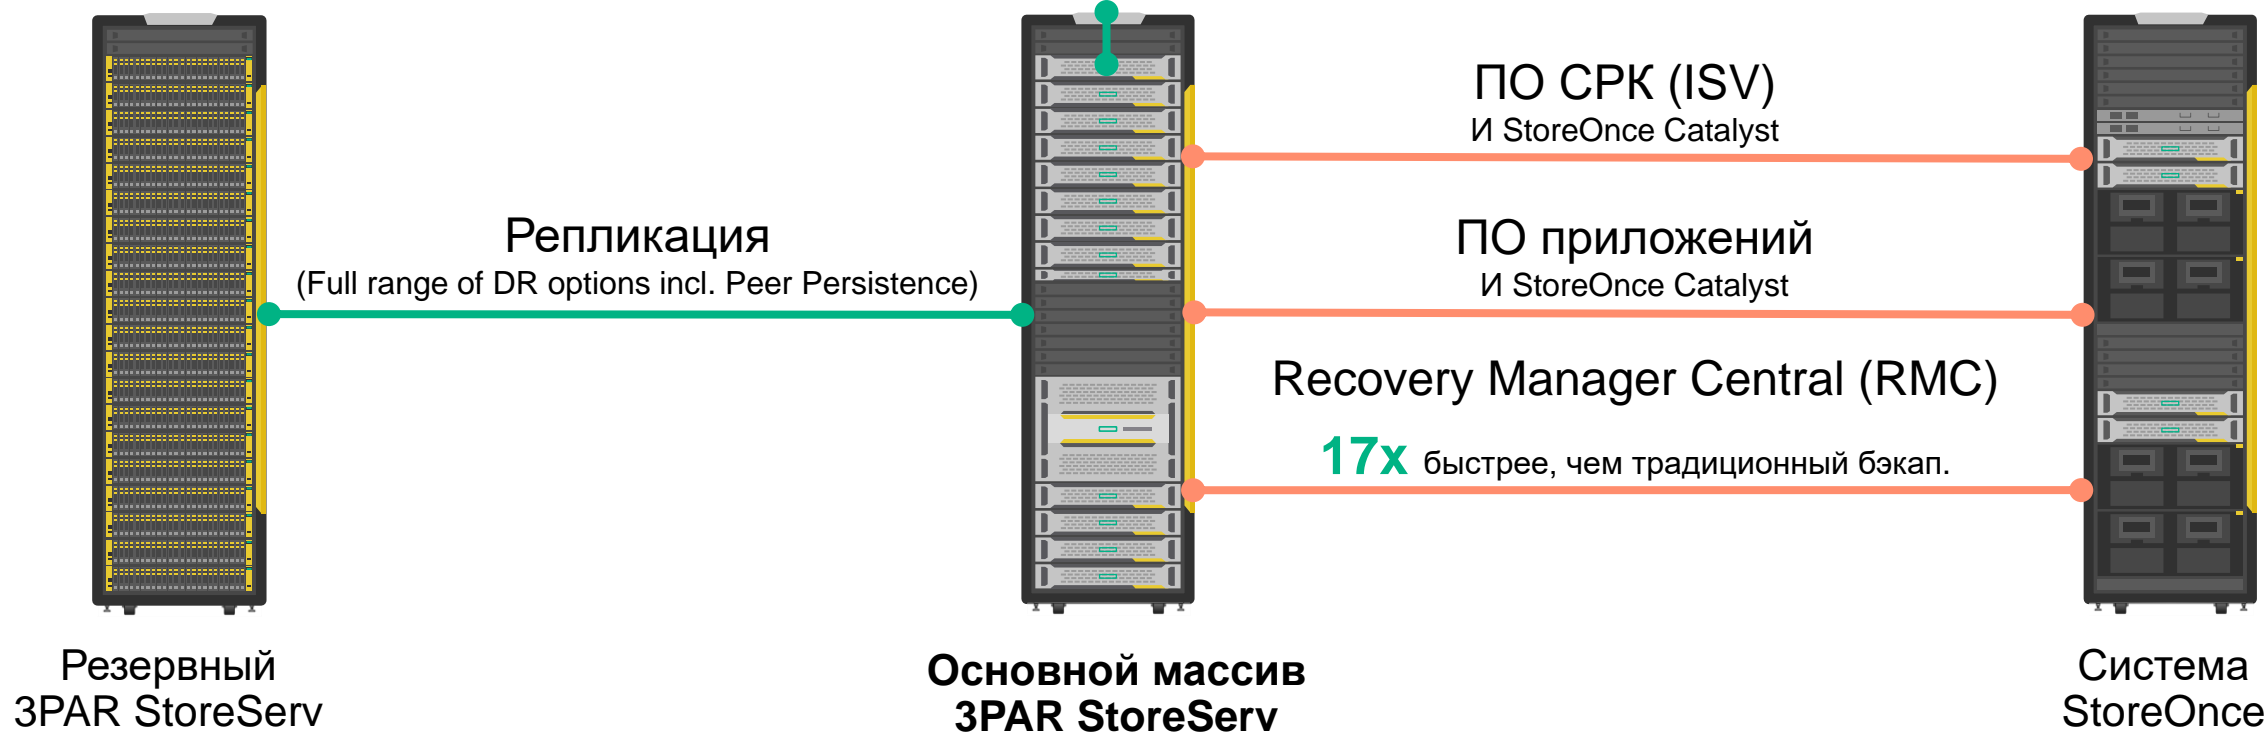 ПО СРК (ISV)
И StoreOnce Catalyst
Репликация
(Full range of DR options incl. Peer Persistence)
ПО приложений
И StoreOnce Catalyst
Recovery Manager Central (RMC)
17x быстрее, чем традиционный бэкап.
Резервный
3PAR StoreServ
Основной массив
3PAR StoreServ
Система
StoreOnce